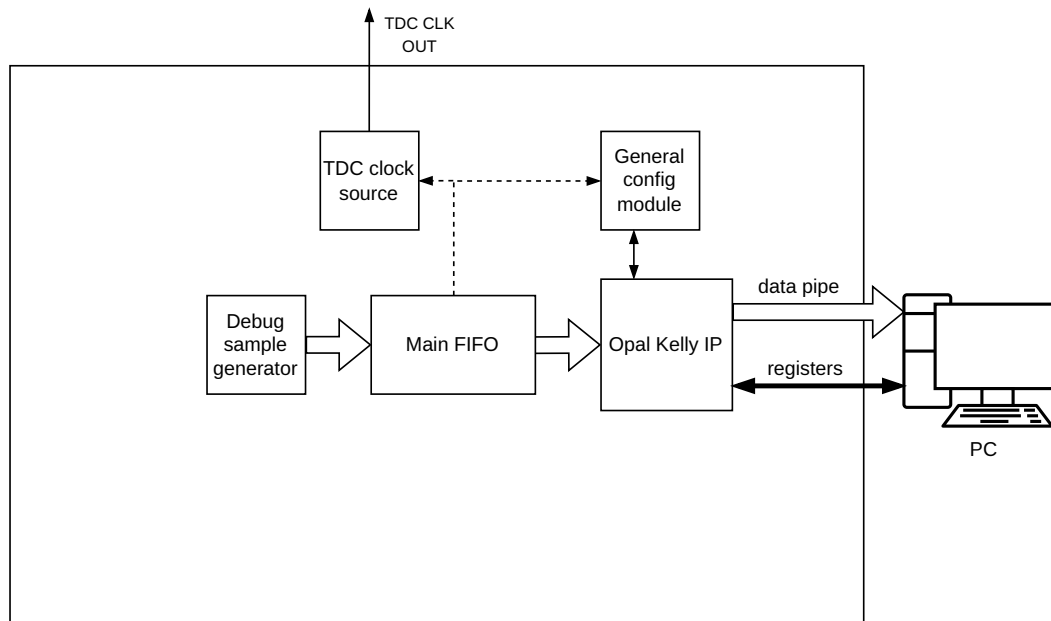 TDC CLK
OUT
TDC clock
source
General
config
module
data pipe
Debug
sample
generator
Main FIFO
Opal Kelly IP
registers
PC